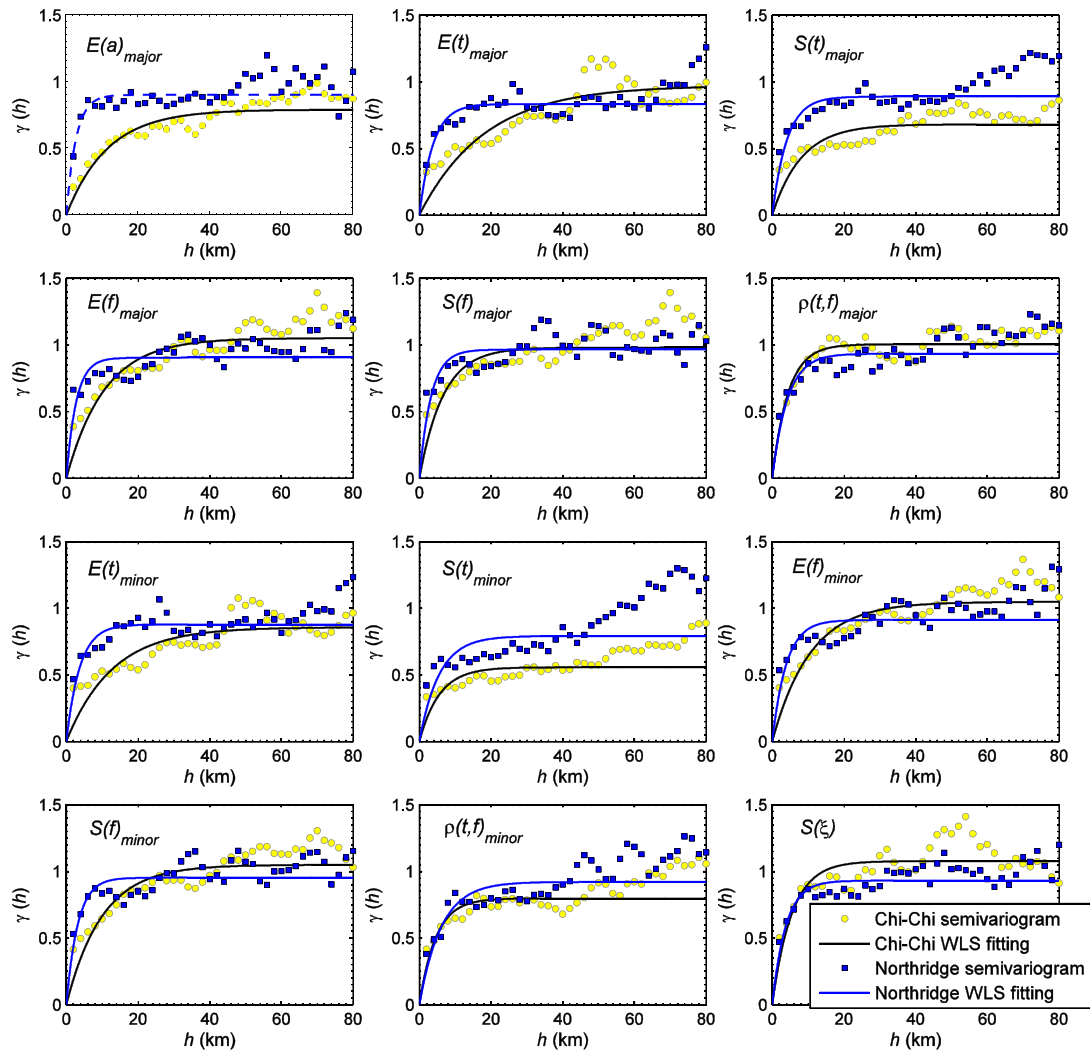 1.5
1
0.5
0
γ (h)
E(a)major
0 20 40 60 80
h (km)
1.5
1
0.5
0
γ (h)
E(t)major
0 20 40 60 80
h (km)
1.5
1
0.5
0
γ (h)
S(t)major
0 20 40 60 80
h (km)
1.5
1
0.5
0
γ (h)
E(f)major
0 20 40 60 80
h (km)
1.5
1
0.5
0
γ (h)
S(f)major
0 20 40 60 80
h (km)
1.5
1
0.5
0
γ (h)
ρ(t,f)major
0 20 40 60 80
h (km)
1.5
1
0.5
0
γ (h)
E(t)minor
0 20 40 60 80
h (km)
1.5
1
0.5
0
γ (h)
S(t)minor
0 20 40 60 80
h (km)
1.5
1
0.5
0
γ (h)
E(f)minor
0 20 40 60 80
h (km)
1.5
1
0.5
0
γ (h)
S(f)minor
0 20 40 60 80
h (km)
1.5
1
0.5
0
γ (h)
ρ(t,f)minor
0 20 40 60 80
h (km)
1.5
1
0.5
0
γ (h)
S(ξ)
0 20 40 60 80
h (km)
Chi-Chi semivariogram
Chi-Chi WLS fitting
Northridge semivariogram
Northridge WLS fitting